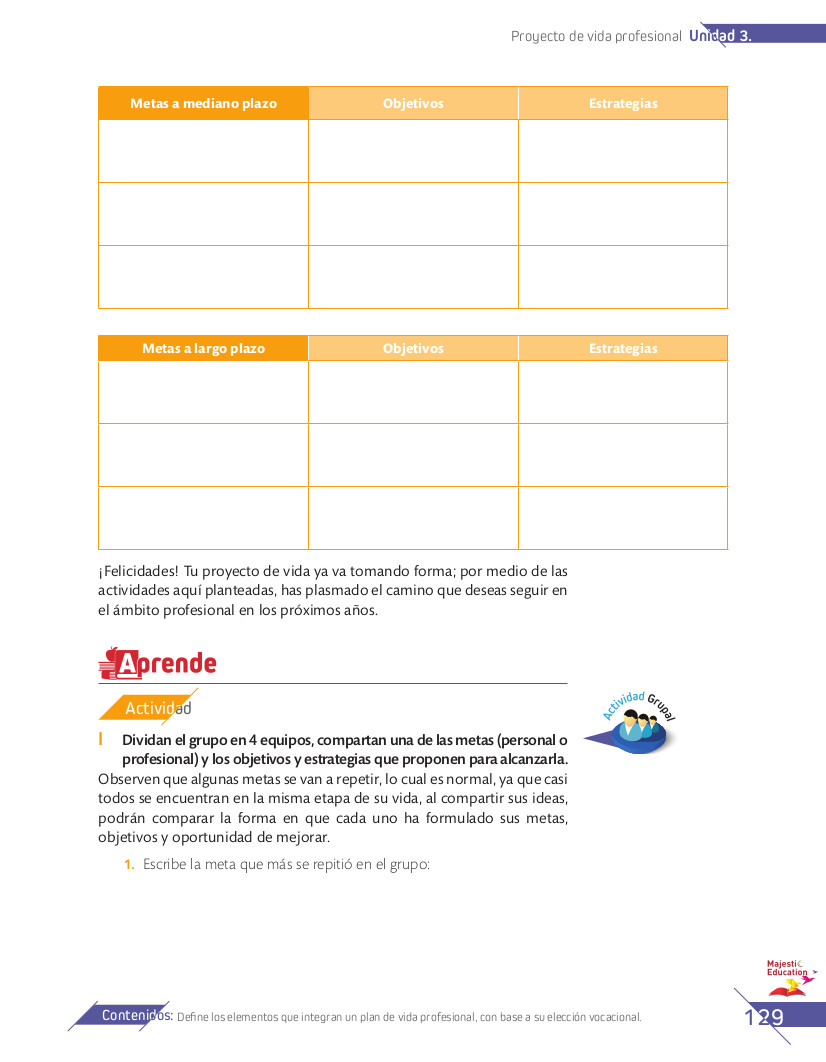 Proyecto de vida profesional Unidad 3.
Metas a mediano plazo Objetivos Estrategias
Metas a largo plazo Objetivos Estrategias
¡Felicidades! Tu proyecto de vida ya va tomando forma; por medio de las
actividades aquí planteadas, has plasmado el camino que deseas seguir en
el ámbito profesional en los próximos años.
Aprende
Actividad
Actividad Grupal
I Dividan el grupo en 4 equipos, compartan una de las metas (personal o
profesional) y los objetivos y estrategias que proponen para alcanzarla.
Observen que algunas metas se van a repetir, lo cual es normal, ya que casi
todos se encuentran en la misma etapa de su vida, al compartir sus ideas,
podrán comparar la forma en que cada uno ha formulado sus metas,
objetivos y oportunidad de mejorar.
1. Escribe la meta que más se repitió en el grupo:
Majestic
Education
Contenidos: Define los elementos que integran un plan de vida profesional, con base a su elección vocacional.
129